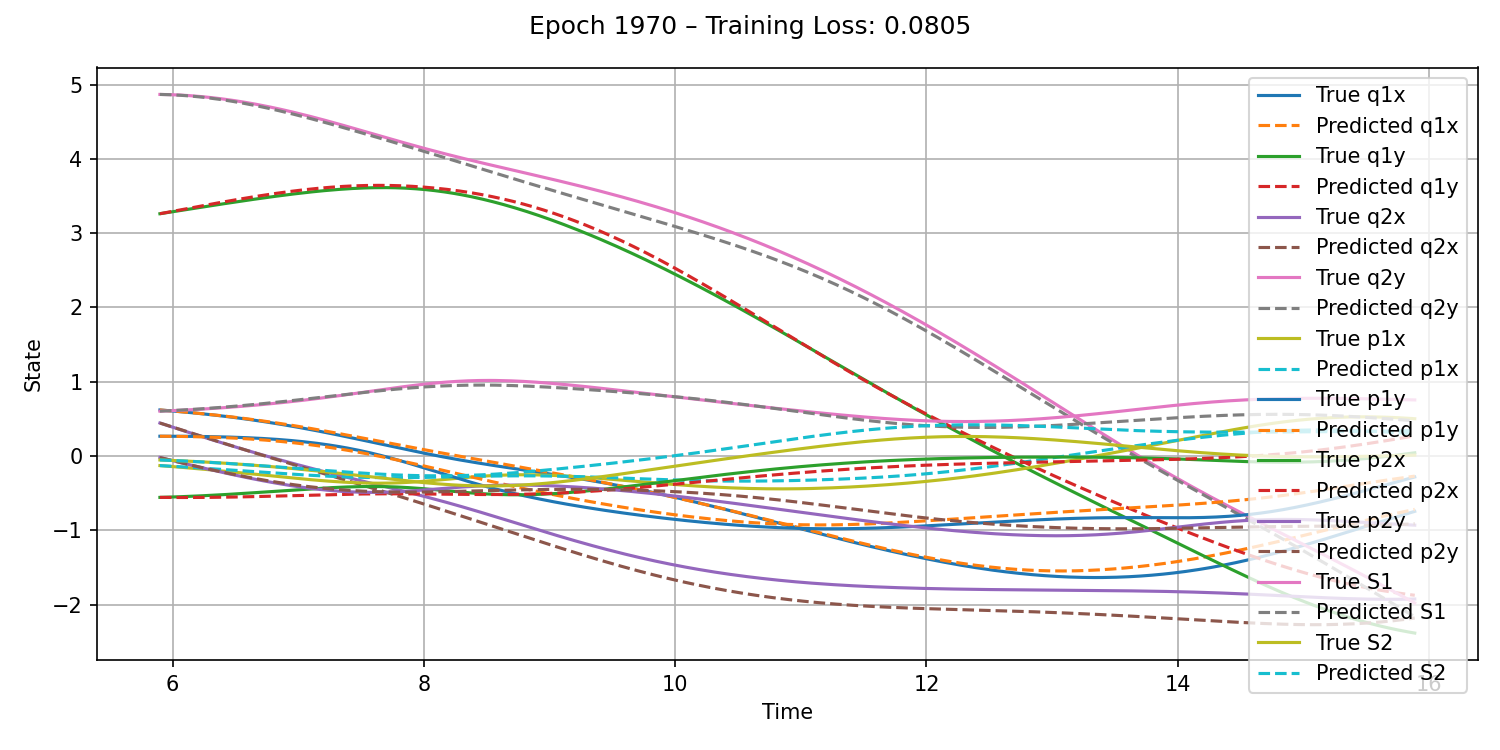 Epoch 1970 – Training Loss: 0.0805
State
5
4
3
2
1
0
−1
−2
6
8
10
12
14
16
Time
True q1x
Predicted q1x
True q1y
Predicted q1y
True q2x
Predicted q2x
True q2y
Predicted q2y
True p1x
Predicted p1x
True p1y
Predicted p1y
True p2x
Predicted p2x
True p2y
Predicted p2y
True S1
Predicted S1
True S2
Predicted S2